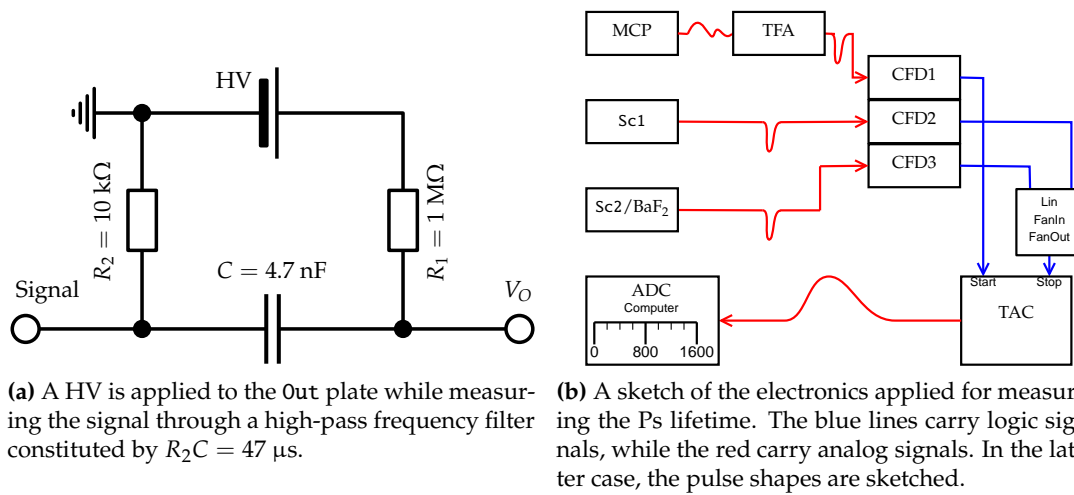 HV
R₂ = 10 kΩ
R₁ = 1 MΩ
C = 4.7 nF
Signal
V_O
(a) A HV is applied to the Out plate while measur-
ing the signal through a high-pass frequency filter
constituted by R₂C = 47 μs.
MCP
TFA
CFD1
Sc1
CFD2
CFD3
Sc2/BaF₂
Lin
FanIn
FanOut
ADC
Computer
0 800 1600
Start
Stop
TAC
(b) A sketch of the electronics applied for measur-
ing the Ps lifetime. The blue lines carry logic sig-
nals, while the red carry analog signals. In the lat-
ter case, the pulse shapes are sketched.